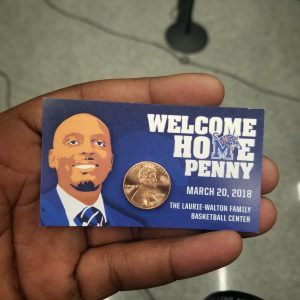 WELCOME
HOME
PENNY
MARCH 20, 2018
THE LAURIE-WALTON FAMILY
BASKETBALL CENTER